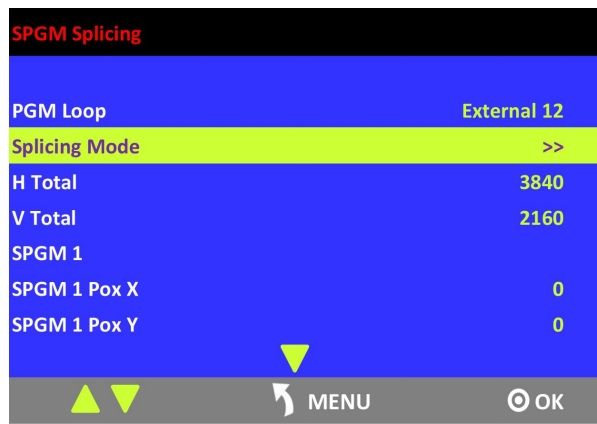 SPGM Splicing
PGM Loop External 12
Splicing Mode >>
H Total 3840
V Total 2160
SPGM 1
SPGM 1 Pox X 0
SPGM 1 Pox Y 0
MENU OK